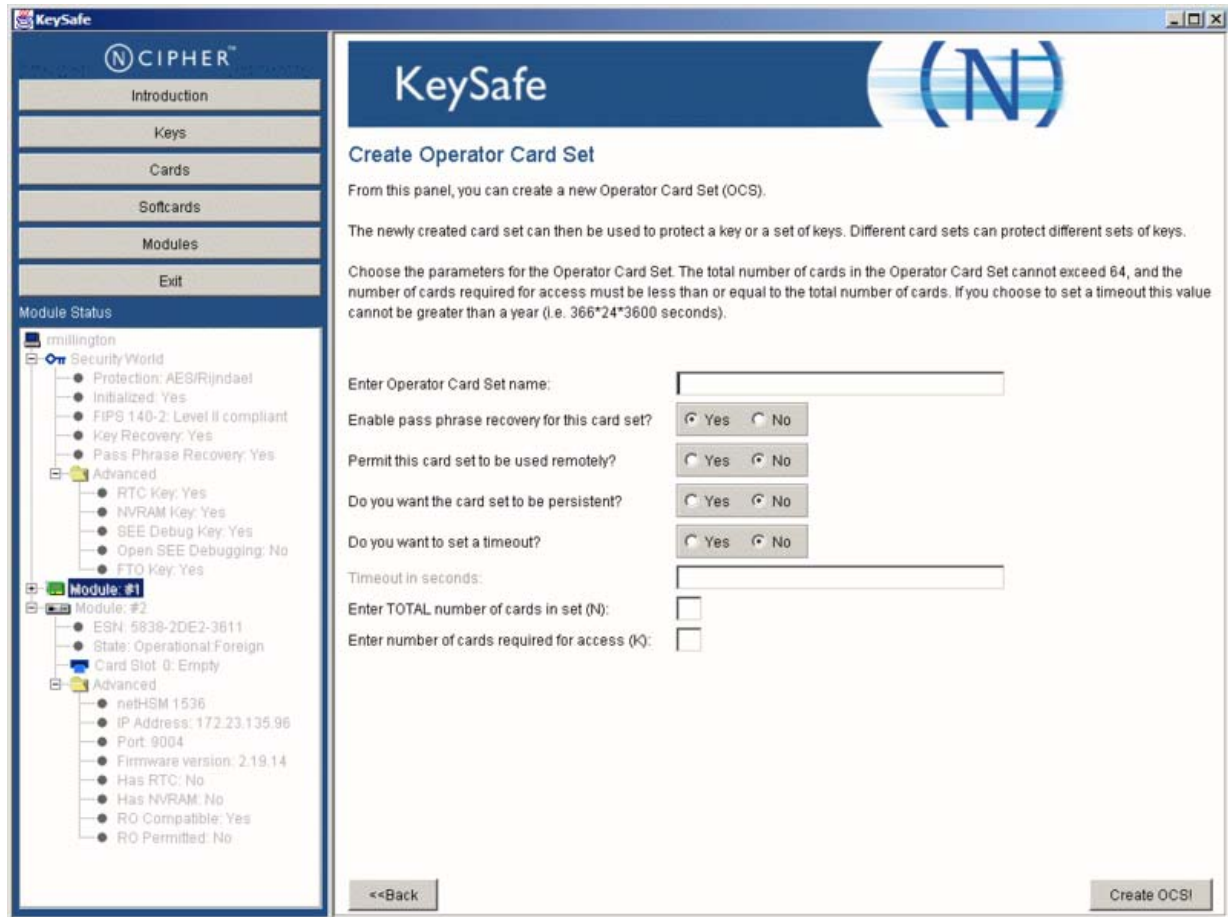 KeySafe
N CIPHER™
Introduction
Keys
Cards
Softcards
Modules
Exit
Module Status
rmillington
Security World
Protection: AES/Rijndael
Initialized: Yes
FIPS 140-2: Level II compliant
Key Recovery: Yes
Pass Phrase Recovery: Yes
Advanced
RTC Key: Yes
NVRAM Key: Yes
SEE Debug Key: Yes
Open SEE Debugging: No
FTO Key: Yes
Module: #1
Module: #2
ESN: 5838-2DE2-3611
State: Operational:Foreign
Card Slot 0: Empty
Advanced
netHSM 1536
IP Address: 172.23.135.96
Port: 9004
Firmware version: 2.19.14
Has RTC: No
Has NVRAM: No
RO Compatible: Yes
RO Permitted: No
KeySafe
(N)
Create Operator Card Set
From this panel, you can create a new Operator Card Set (OCS).
The newly created card set can then be used to protect a key or a set of keys. Different card sets can protect different sets of keys.
Choose the parameters for the Operator Card Set. The total number of cards in the Operator Card Set cannot exceed 64, and the
number of cards required for access must be less than or equal to the total number of cards. If you choose to set a timeout this value
cannot be greater than a year (i.e. 366*24*3600 seconds).
Enter Operator Card Set name:
Enable pass phrase recovery for this card set? Yes No
Permit this card set to be used remotely? Yes No
Do you want the card set to be persistent? Yes No
Do you want to set a timeout? Yes No
Timeout in seconds:
Enter TOTAL number of cards in set (N):
Enter number of cards required for access (K):
<<Back
Create OCS!